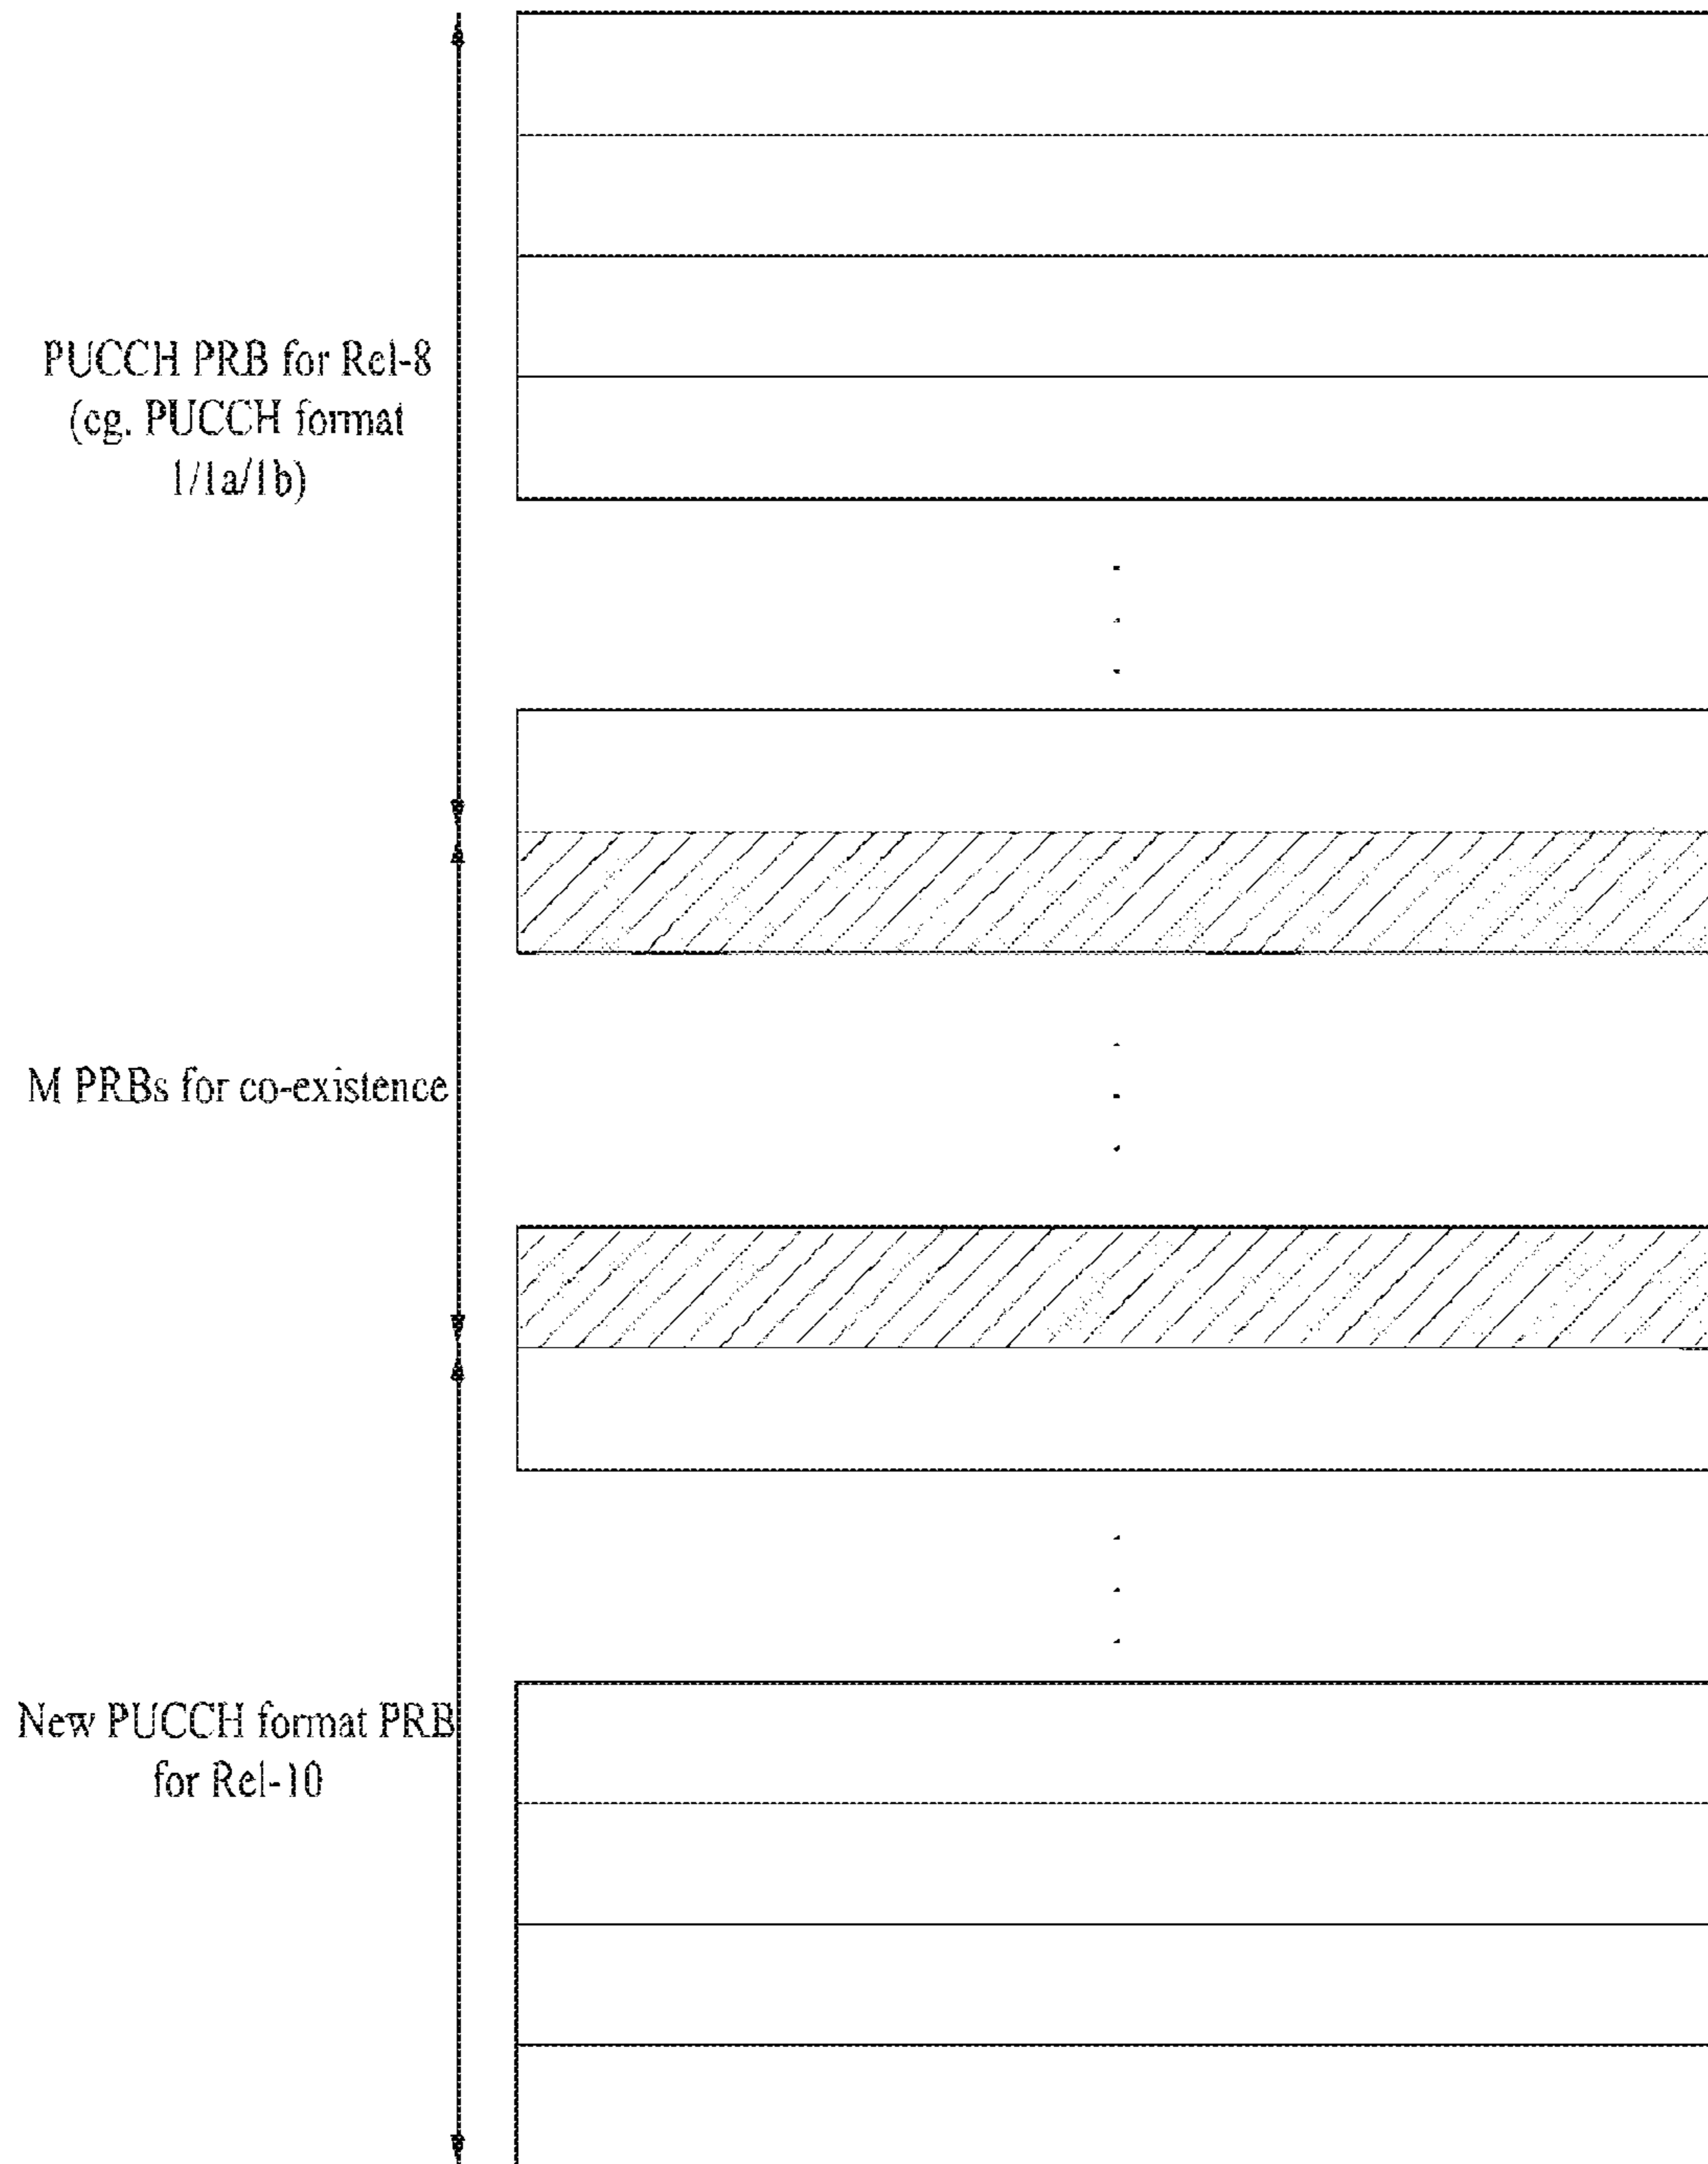 PUCCH PRB for Rel-8
(cg. PUCCH format
1/1a/1b)
M PRBs for co-existence
New PUCCH format PRB
for Rel-10